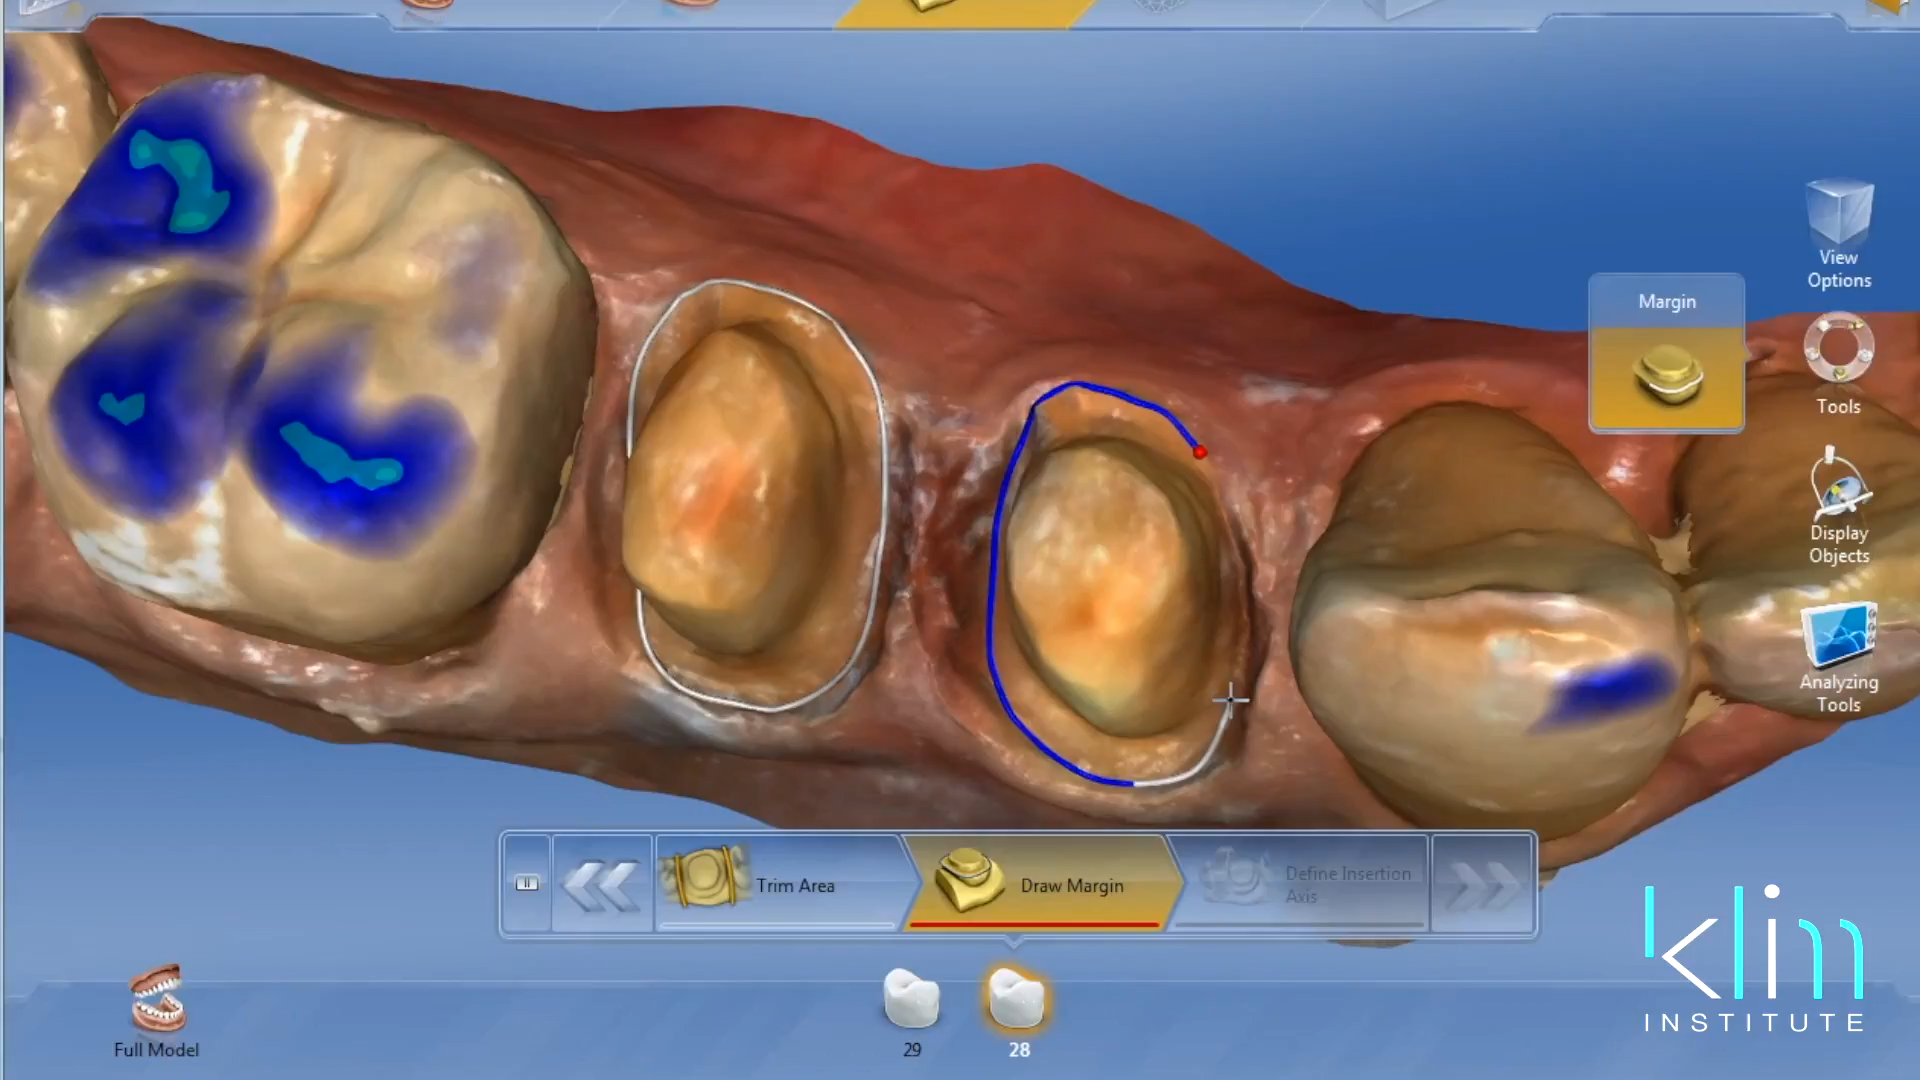 View
Options
Margin
Tools
Display
Objects
Analyzing
Tools
Trim Area
Draw Margin
Define Insertion
Axis
klim
INSTITUTE
Full Model
29
28